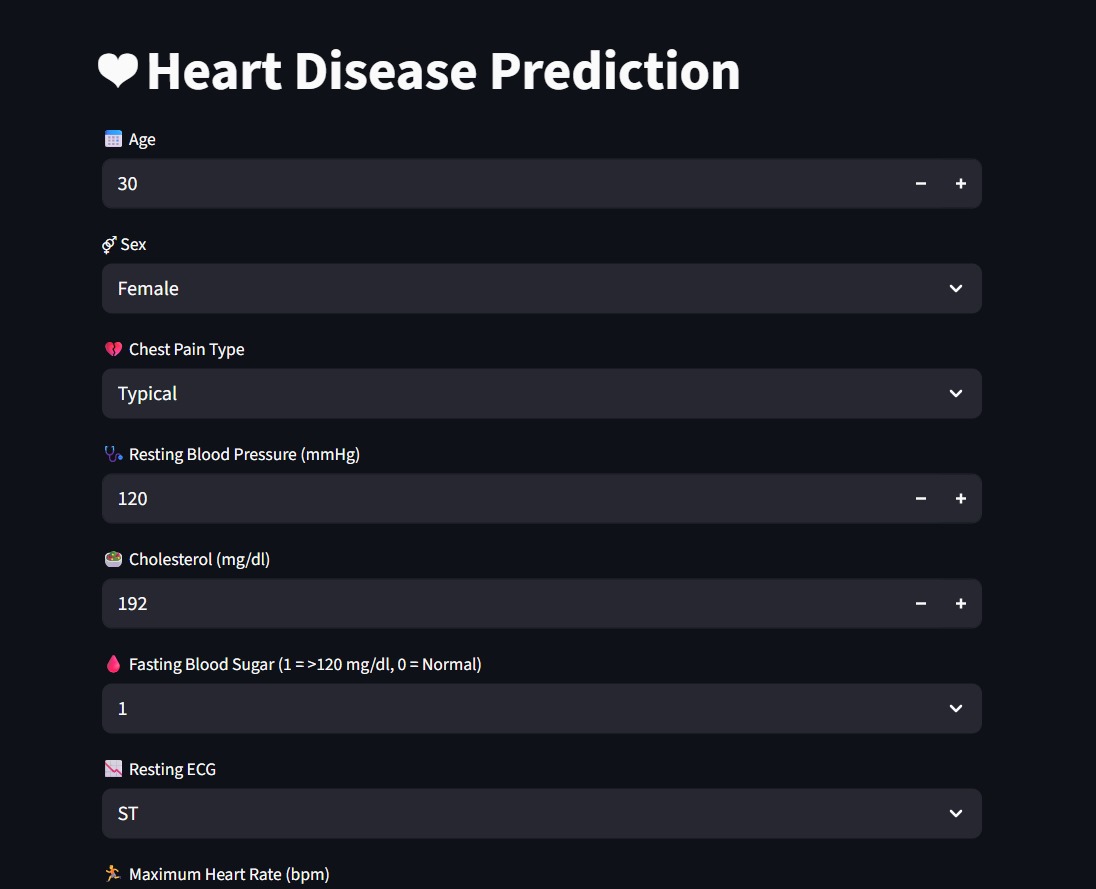 Heart Disease Prediction
Age
30
Sex
Female
Chest Pain Type
Typical
Resting Blood Pressure (mmHg)
120
Cholesterol (mg/dl)
192
Fasting Blood Sugar (1 = >120 mg/dl, 0 = Normal)
1
Resting ECG
ST
Maximum Heart Rate (bpm)